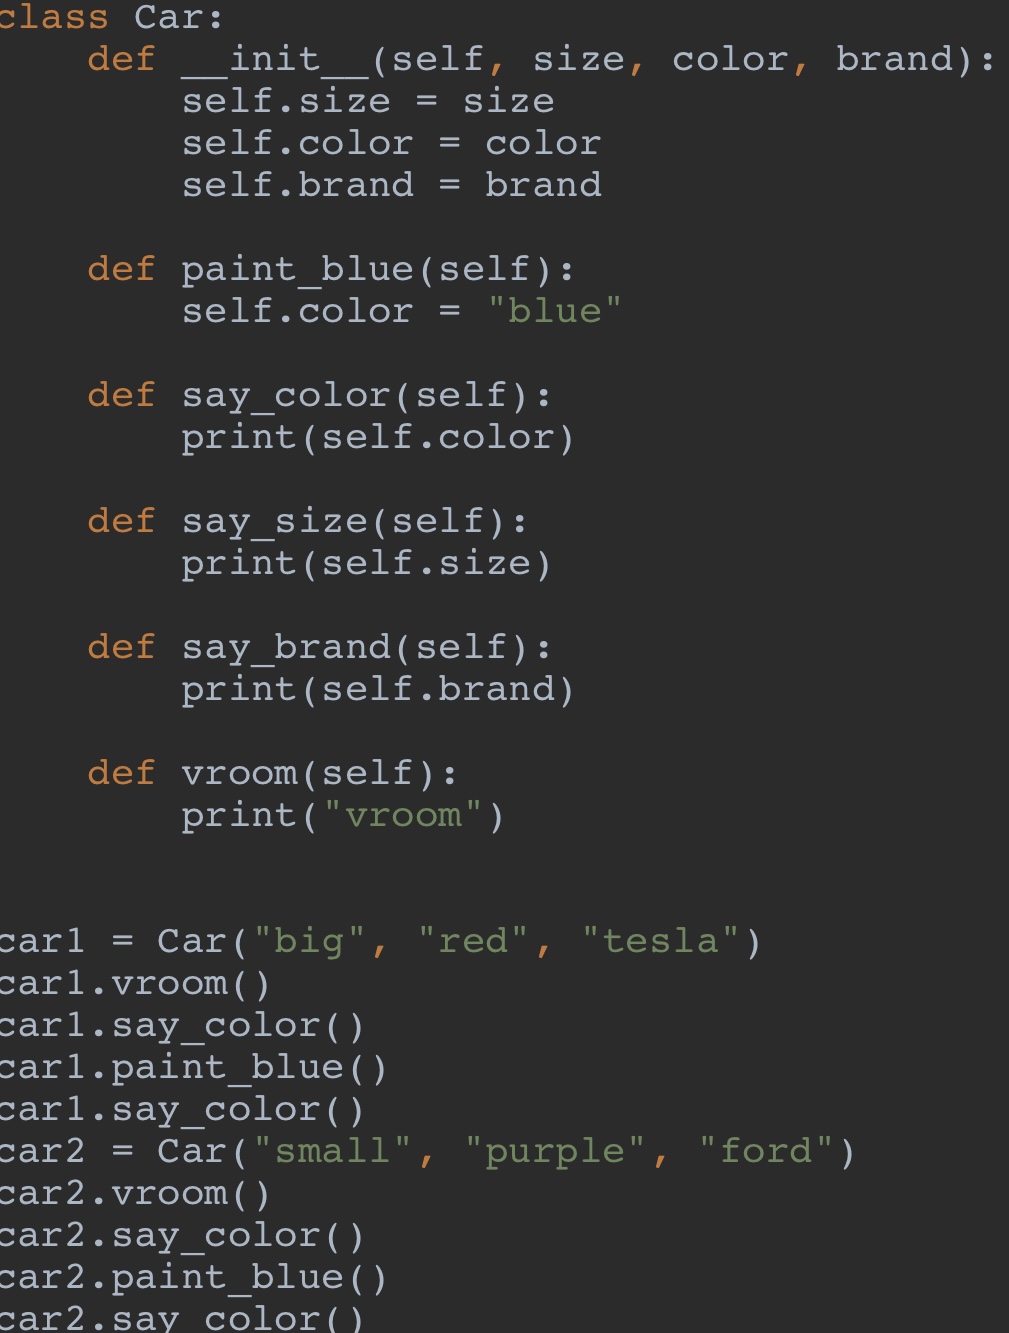 class Car:
    def __init__(self, size, color, brand):
        self.size = size
        self.color = color
        self.brand = brand

    def paint_blue(self):
        self.color = "blue"

    def say_color(self):
        print(self.color)

    def say_size(self):
        print(self.size)

    def say_brand(self):
        print(self.brand)

    def vroom(self):
        print("vroom")


car1 = Car("big", "red", "tesla")
car1.vroom()
car1.say_color()
car1.paint_blue()
car1.say_color()
car2 = Car("small", "purple", "ford")
car2.vroom()
car2.say_color()
car2.paint_blue()
car2.say_color()